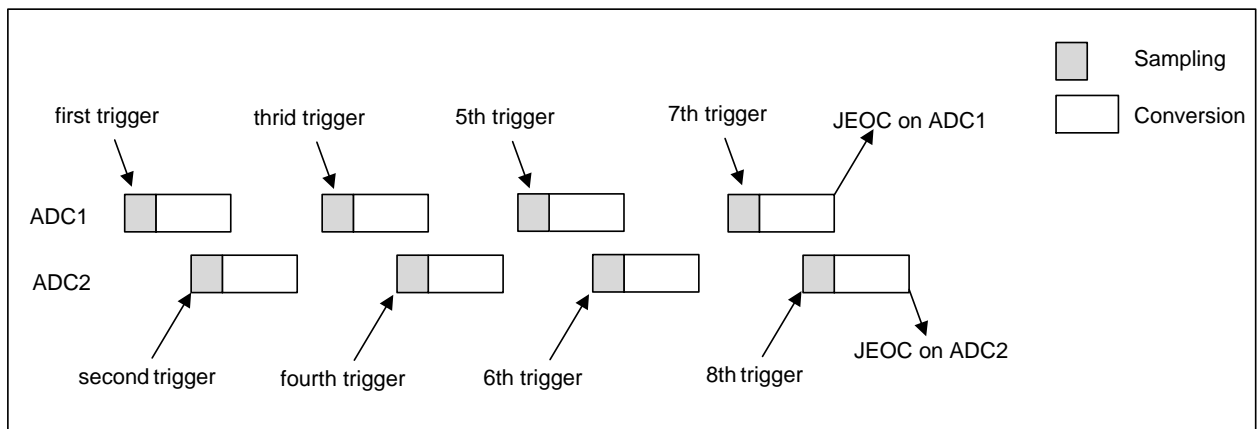 Sampling
Conversion
first trigger
thrid trigger
5th trigger
7th trigger
JEOC on ADC1
ADC1
ADC2
second trigger
fourth trigger
6th trigger
8th trigger
JEOC on ADC2